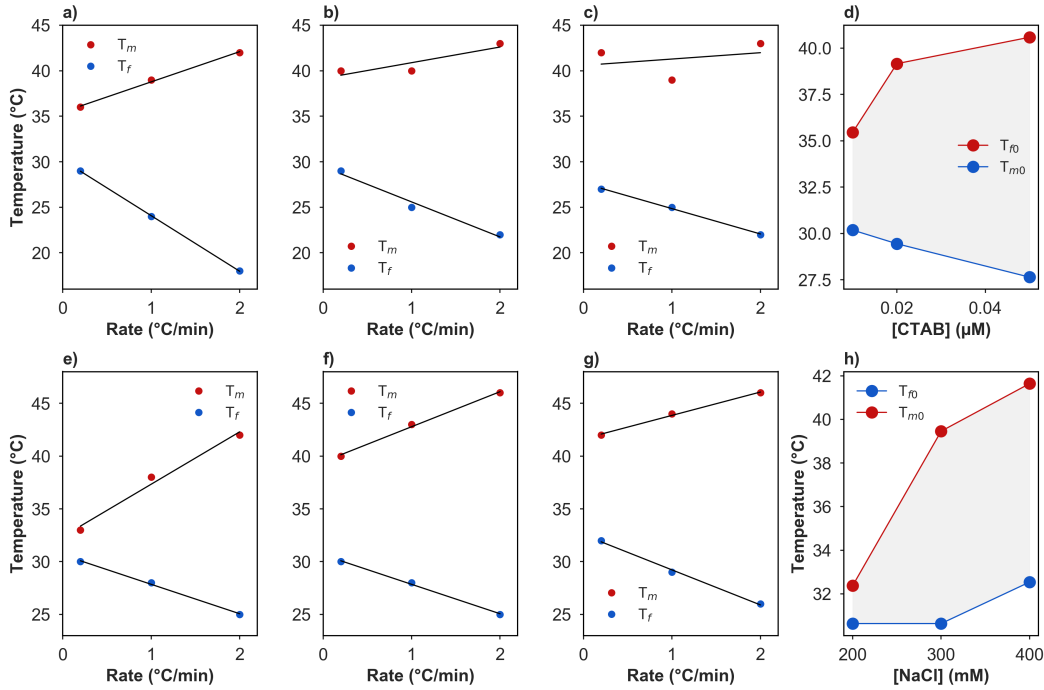 a)
45
40
35
30
25
20
0
1
2
Temperature (°C)
Rate (°C/min)
Tm
Tf
b)
45
40
35
30
25
20
0
1
2
Rate (°C/min)
Tm
Tf
c)
45
40
35
30
25
20
0
1
2
Rate (°C/min)
Tm
Tf
d)
40.0
37.5
35.0
32.5
30.0
27.5
0.02
0.04
[CTAB] (µM)
Tf0
Tm0
e)
45
40
35
30
25
0
1
2
Temperature (°C)
Rate (°C/min)
Tm
Tf
f)
45
40
35
30
25
0
1
2
Rate (°C/min)
Tm
Tf
g)
45
40
35
30
25
0
1
2
Rate (°C/min)
Tm
Tf
h)
42
40
38
36
34
32
200
300
400
Temperature (°C)
[NaCl] (mM)
Tf0
Tm0